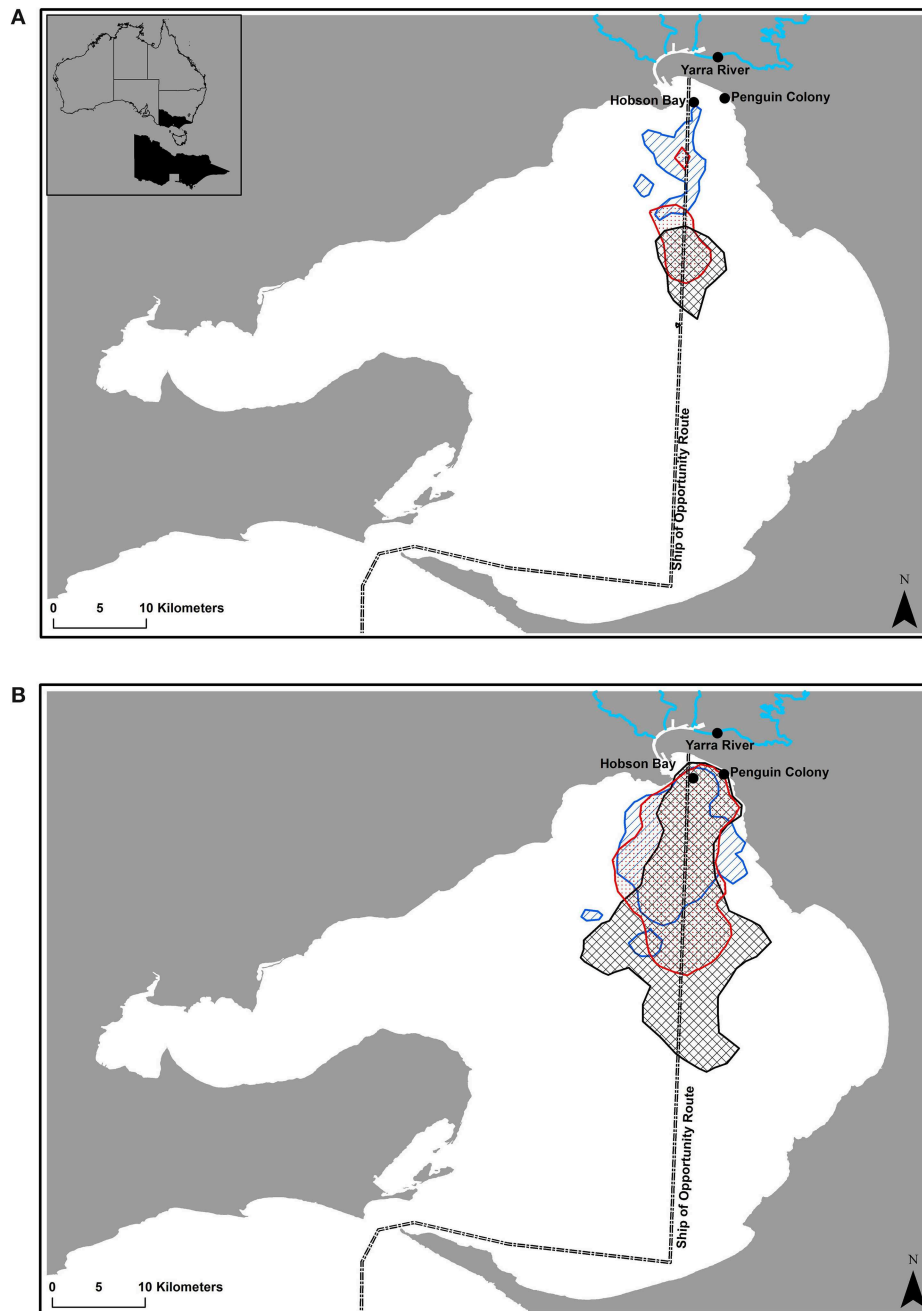 A
Yarra River
Hobson Bay
Penguin Colony
Ship of Opportunity Route
N
0 5 10 Kilometers
B
Yarra River
Hobson Bay
Penguin Colony
Ship of Opportunity Route
N
0 5 10 Kilometers